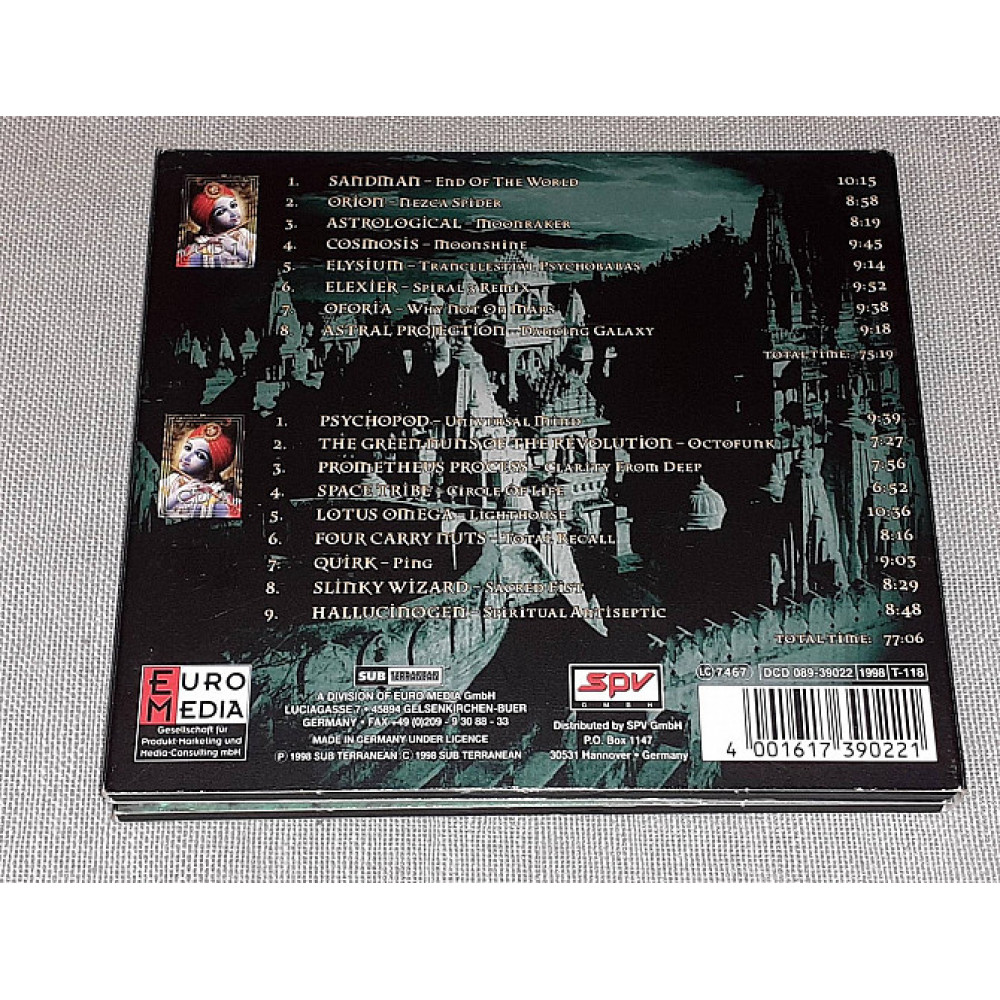 1. SANDMAN – END OF THE WORLD 10:15
2. ORION – NEZCA SPIDER 8:58
3. ASTROLOGICAL – MOONRAKER 8:19
4. COSMOSIS – MOONSHINE 9:45
5. ELYSIUM – TRANCELESTIAL PSYCHOBABAS 9:14
6. ELEXIER – SPIRAL 3 REMIX 9:52
7. OFORIA – WHY NOT ON MARS 9:38
8. ASTRAL PROJECTION – DANCING GALAXY 9:18
TOTAL TIME: 75:19
1. PSYCHOPOD – UNIVERSAL MIND 9:39
2. THE GREEN NUNS OF THE REVOLUTION – OCTOFUNK 7:27
3. PROMETHEUS PROCESS – CLARITY FROM DEEP 7:56
4. SPACE TRIBE – CIRCLE OF LIFE 6:52
5. LOTUS OMEGA – LIGHTHOUSE 10:36
6. FOUR CARRY NUTS – TOTAL RECALL 8:16
7. QUIRK – PING 9:03
8. SLINKY WIZARD – SACRED FIST 8:29
9. HALLUCINOGEN – SPIRITUAL ANTISEPTIC 8:48
TOTAL TIME: 77:06
EURO
MEDIA
Gesellschaft für
Produkt-Marketing und
Media-Consulting mbH
SUB TERRANEAN
A DIVISION OF EURO MEDIA GmbH
LUCIAGASSE 7 • 45894 GELSENKIRCHEN-BUER
GERMANY • FAX +49 (0)209 - 9 30 88 - 33
MADE IN GERMANY UNDER LICENCE
(P) 1998 SUB TERRANEAN (C) 1998 SUB TERRANEAN
SPV
GMBH
Distributed by SPV GmbH
P.O. Box 1147
30531 Hannover • Germany
LC 7467 DCD 089-39022 1998 T-118
4 001617 390221